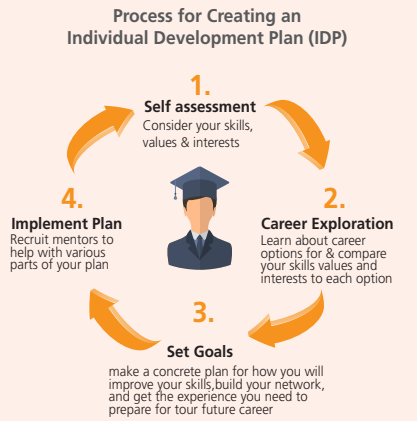 Process for Creating an
Individual Development Plan (IDP)
1.
Self assessment
Consider your skills,
values & interests
2.
Career Exploration
Learn about career
options for & compare
your skills values and
interests to each option
3.
Set Goals
make a concrete plan for how you will
improve your skills,build your network,
and get the experience you need to
prepare for tour future career
4.
Implement Plan
Recruit mentors to
help with various
parts of your plan